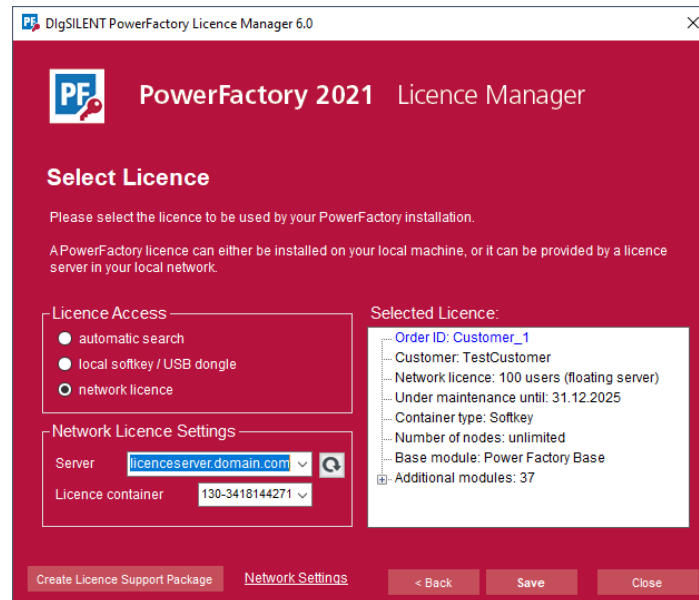 DIgSILENT PowerFactory Licence Manager 6.0
PF
PowerFactory 2021 Licence Manager
Select Licence
Please select the licence to be used by your PowerFactory installation.
A PowerFactory licence can either be installed on your local machine, or it can be provided by a licence
server in your local network.
Licence Access
automatic search
local softkey / USB dongle
network licence
Network Licence Settings
Server licenceserver.domain.com
Licence container 130-3418144271
Selected Licence:
Order ID: Customer_1
Customer: TestCustomer
Network licence: 100 users (floating server)
Under maintenance until: 31.12.2025
Container type: Softkey
Number of nodes: unlimited
Base module: Power Factory Base
Additional modules: 37
Create Licence Support Package Network Settings < Back Save Close